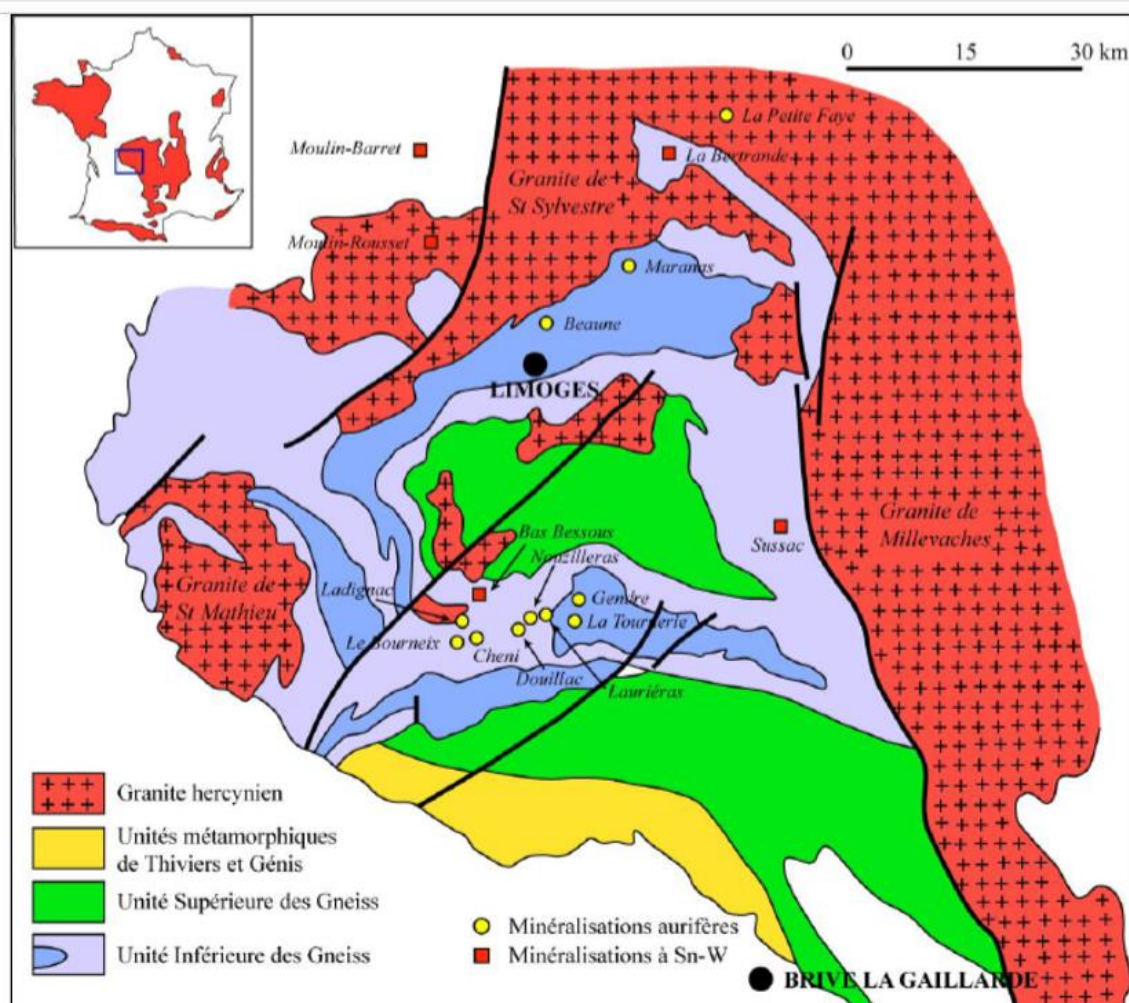 0 15 30 km
La Petite Faye
Moulin-Barret
La Bertrande
Granite de
St Sylvestre
Moulin-Rousset
Maranas
Beaune
LIMOGES
Granite de
Millevaches
Bas Bessous
Sussac
Nouzilleras
Granite de
St Mathieu
Ladignac
Gendre
La Tournerie
Le Bourneix
Cheni
Douillac
Lauriéras
Granite hercynien
Unités métamorphiques
de Thiviers et Génis
Unité Supérieure des Gneiss
Unité Inférieure des Gneiss
Minéralisations aurifères
Minéralisations à Sn-W
BRIVE LA GAILLARDE